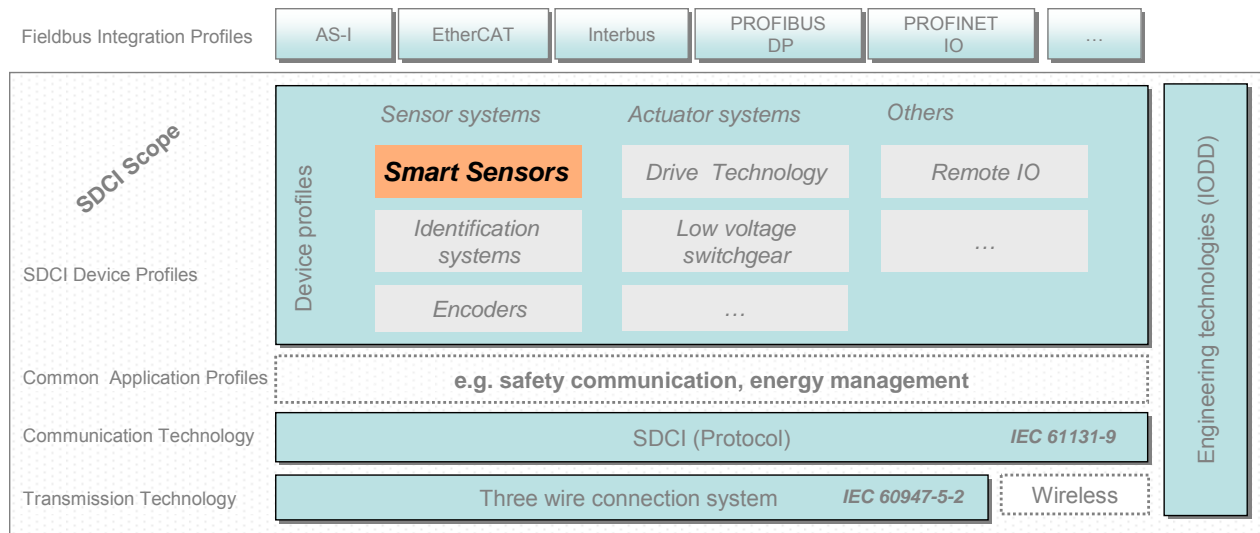 Fieldbus Integration Profiles
AS-I
EtherCAT
Interbus
PROFIBUS
DP
PROFINET
IO
…
SDCI Scope
Device profiles
Sensor systems
Actuator systems
Others
Smart Sensors
Drive Technology
Remote IO
Identification
systems
Low voltage
switchgear
…
SDCI Device Profiles
Encoders
…
Engineering technologies (IODD)
Common Application Profiles
e.g. safety communication, energy management
Communication Technology
SDCI (Protocol)
IEC 61131-9
Transmission Technology
Three wire connection system
IEC 60947-5-2
Wireless